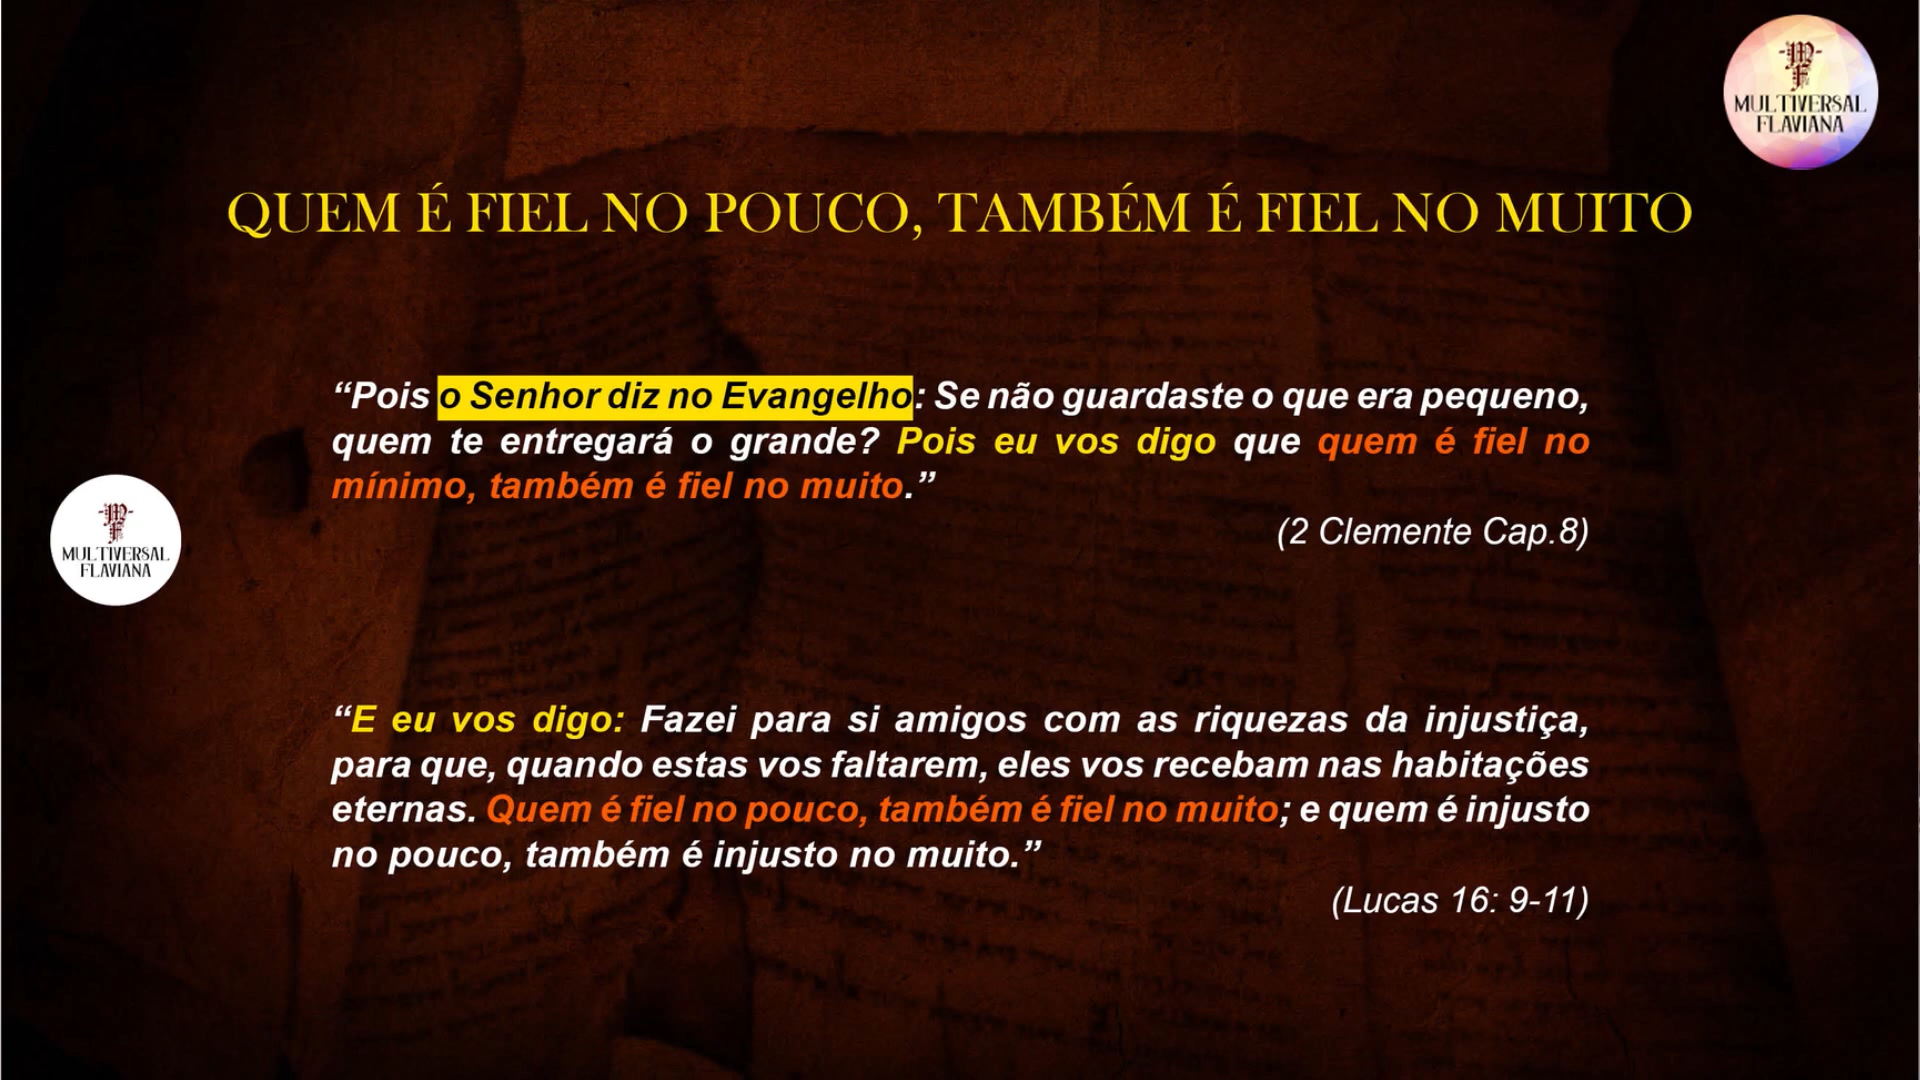 -MF-
MULTIVERSAL
FLAVIANA
QUEM É FIEL NO POUCO, TAMBÉM É FIEL NO MUITO
“Pois o Senhor diz no Evangelho: Se não guardaste o que era pequeno,
quem te entregará o grande? Pois eu vos digo que quem é fiel no
mínimo, também é fiel no muito.”
(2 Clemente Cap.8)
-MF-
MULTIVERSAL
FLAVIANA
“E eu vos digo: Fazei para si amigos com as riquezas da injustiça,
para que, quando estas vos faltarem, eles vos recebam nas habitações
eternas. Quem é fiel no pouco, também é fiel no muito; e quem é injusto
no pouco, também é injusto no muito.”
(Lucas 16: 9-11)